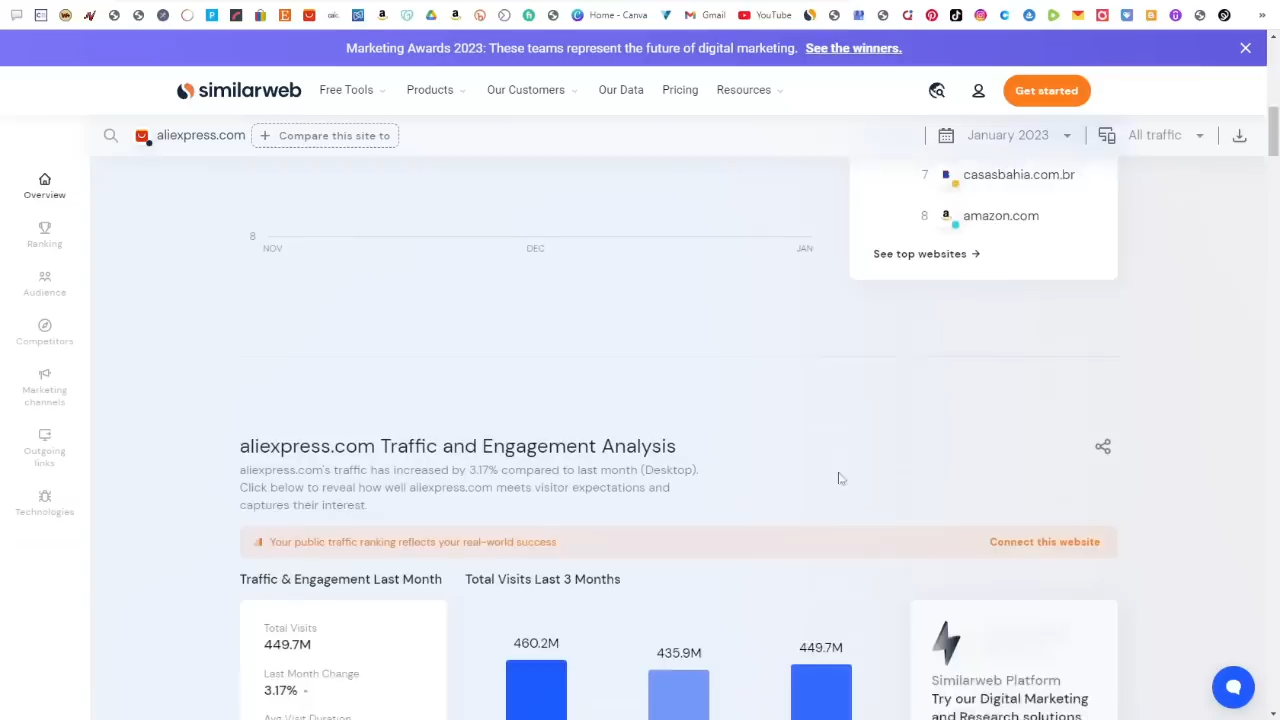 Home - Canva
Gmail
YouTube
»
Marketing Awards 2023: These teams represent the future of digital marketing. See the winners.
similarweb
Free Tools
Products
Our Customers
Our Data
Pricing
Resources
Get started
aliexpress.com
+ Compare this site to
January 2023
All traffic
Overview
Ranking
Audience
Competitors
Marketing
channels
Outgoing
links
Technologies
7 casasbahia.com.br
8 amazon.com
See top websites →
8
NOV
DEC
JAN
aliexpress.com Traffic and Engagement Analysis
aliexpress.com's traffic has increased by 3.17% compared to last month (Desktop).
Click below to reveal how well aliexpress.com meets visitor expectations and
captures their interest.
Your public traffic ranking reflects your real-world success
Connect this website
Traffic & Engagement Last Month
Total Visits Last 3 Months
Total Visits
449.7M
Last Month Change
3.17%
Avg Visit Duration
460.2M
435.9M
449.7M
Similarweb Platform
Try our Digital Marketing
and Research solutions